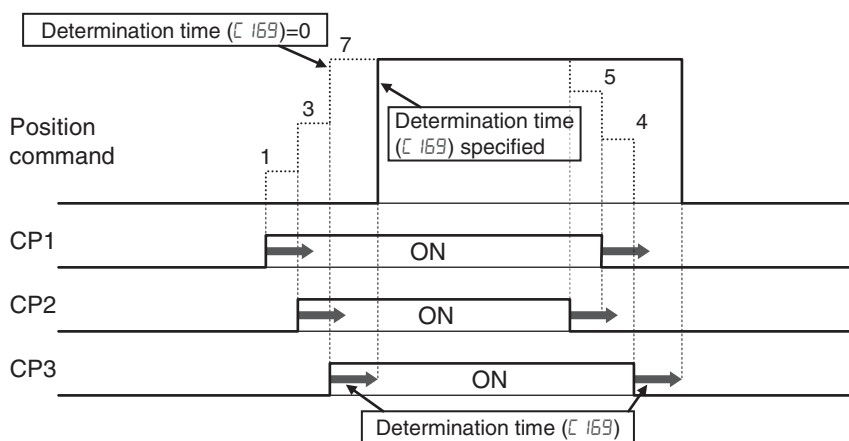 Determination time (C169)=0
7
5
3
Determination time
(C169) specified
4
Position
command
1
CP1
ON
CP2
ON
CP3
ON
Determination time (C169)